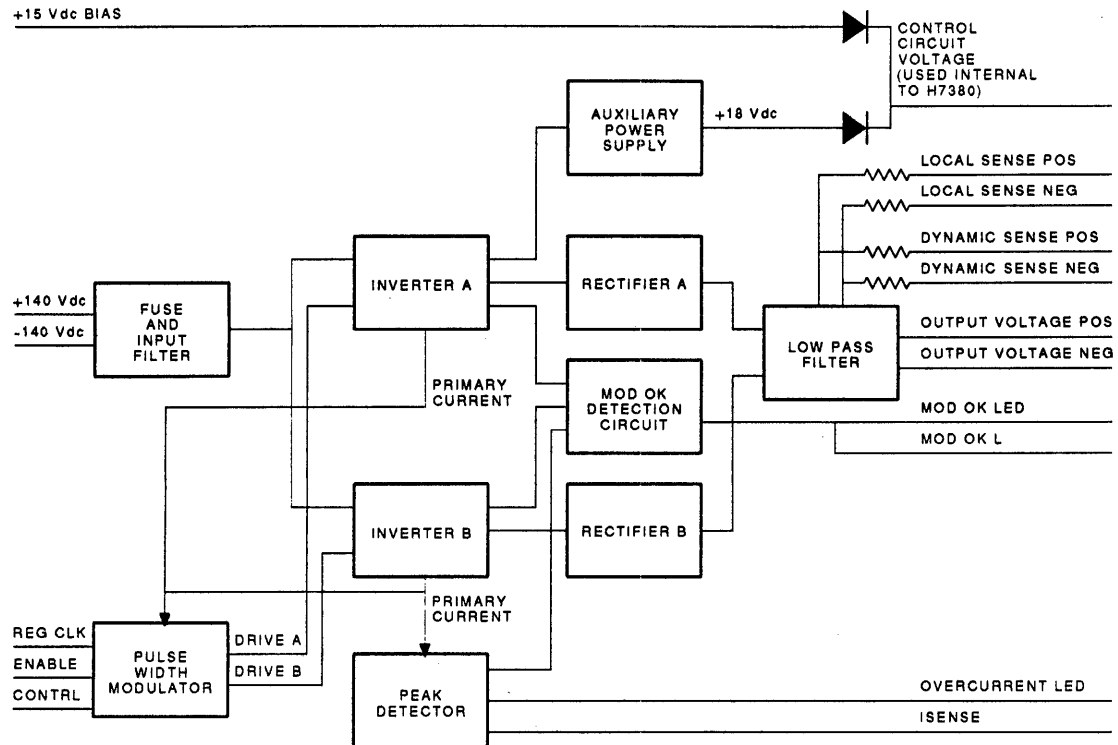 +15 Vdc BIAS
CONTROL
CIRCUIT
VOLTAGE
(USED INTERNAL
TO H7380)
AUXILIARY
POWER
SUPPLY
+18 Vdc
LOCAL SENSE POS
LOCAL SENSE NEG
DYNAMIC SENSE POS
DYNAMIC SENSE NEG
+140 Vdc
-140 Vdc
FUSE
AND
INPUT
FILTER
INVERTER A
RECTIFIER A
LOW PASS
FILTER
OUTPUT VOLTAGE POS
OUTPUT VOLTAGE NEG
PRIMARY
CURRENT
MOD OK
DETECTION
CIRCUIT
MOD OK LED
MOD OK L
INVERTER B
RECTIFIER B
PRIMARY
CURRENT
REG CLK
ENABLE
CONTRL
PULSE
WIDTH
MODULATOR
DRIVE A
DRIVE B
PEAK
DETECTOR
OVERCURRENT LED
ISENSE